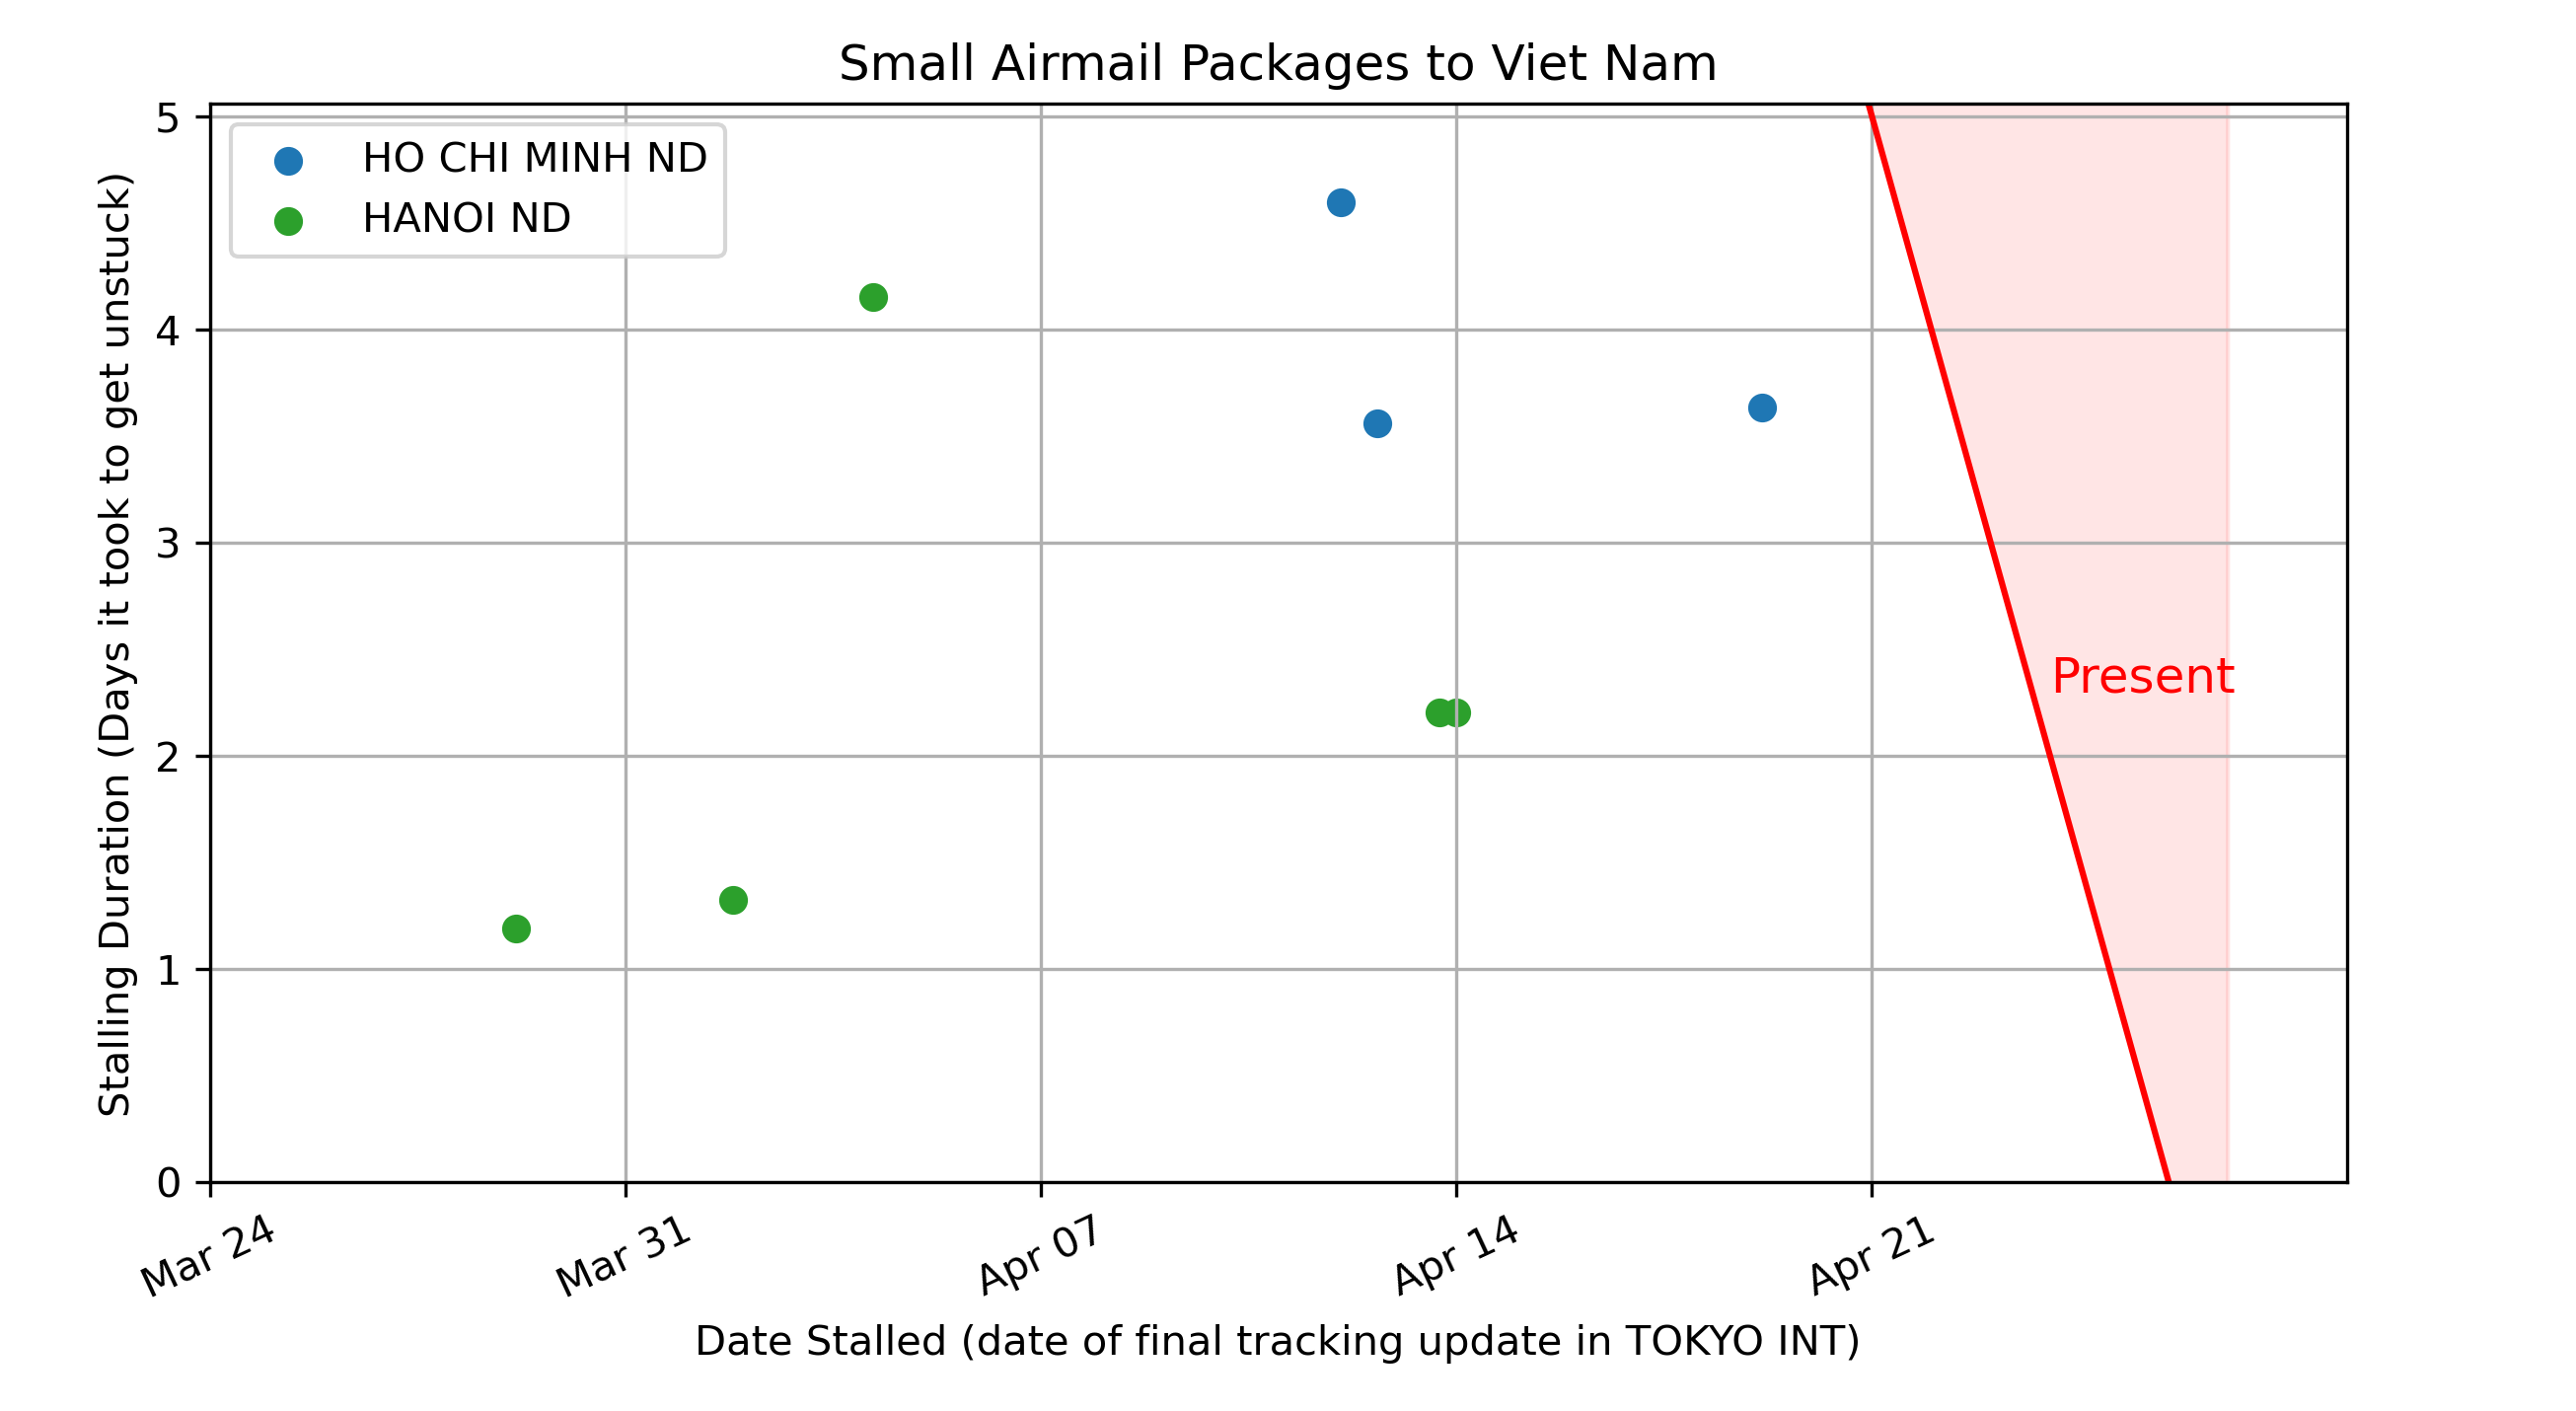 Small Airmail Packages to Viet Nam
HO CHI MINH ND
HANOI ND
Stalling Duration (Days it took to get unstuck)
5
4
3
2
1
0
Present
Mar 24
Mar 31
Apr 07
Apr 14
Apr 21
Date Stalled (date of final tracking update in TOKYO INT)